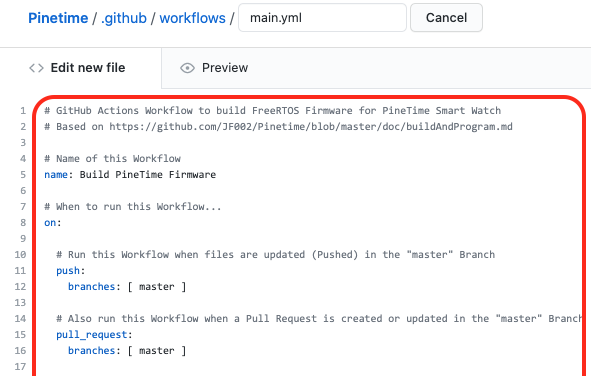 Pinetime / .github / workflows / main.yml Cancel
<> Edit new file Preview
1 # GitHub Actions Workflow to build FreeRTOS Firmware for PineTime Smart Watch
2 # Based on https://github.com/JF002/Pinetime/blob/master/doc/buildAndProgram.md
3
4 # Name of this Workflow
5 name: Build PineTime Firmware
6
7 # When to run this Workflow...
8 on:
9
10 # Run this Workflow when files are updated (Pushed) in the "master" Branch
11 push:
12 branches: [ master ]
13
14 # Also run this Workflow when a Pull Request is created or updated in the "master" Branch
15 pull_request:
16 branches: [ master ]
17